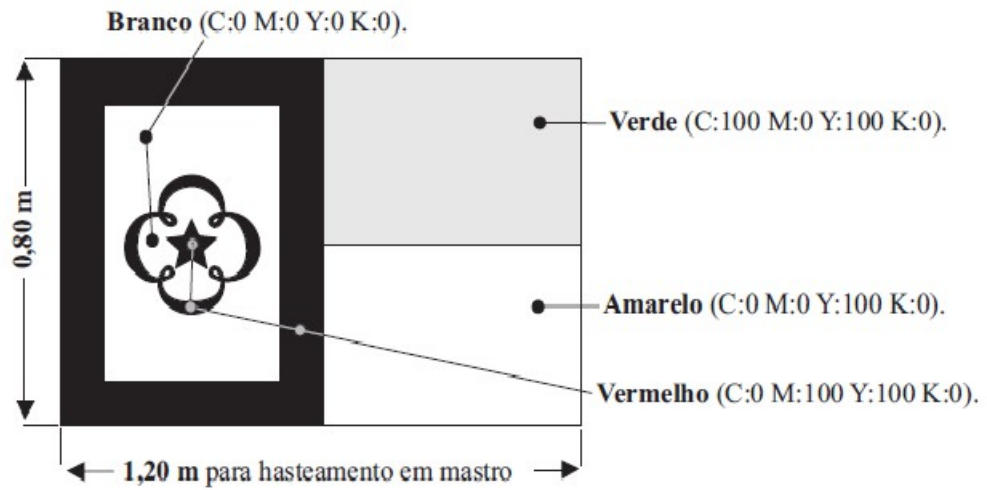 Branco (C:0 M:0 Y:0 K:0).
Verde (C:100 M:0 Y:100 K:0).
0,80 m
Amarelo (C:0 M:0 Y:100 K:0).
Vermelho (C:0 M:100 Y:100 K:0).
1,20 m para hasteamento em mastro